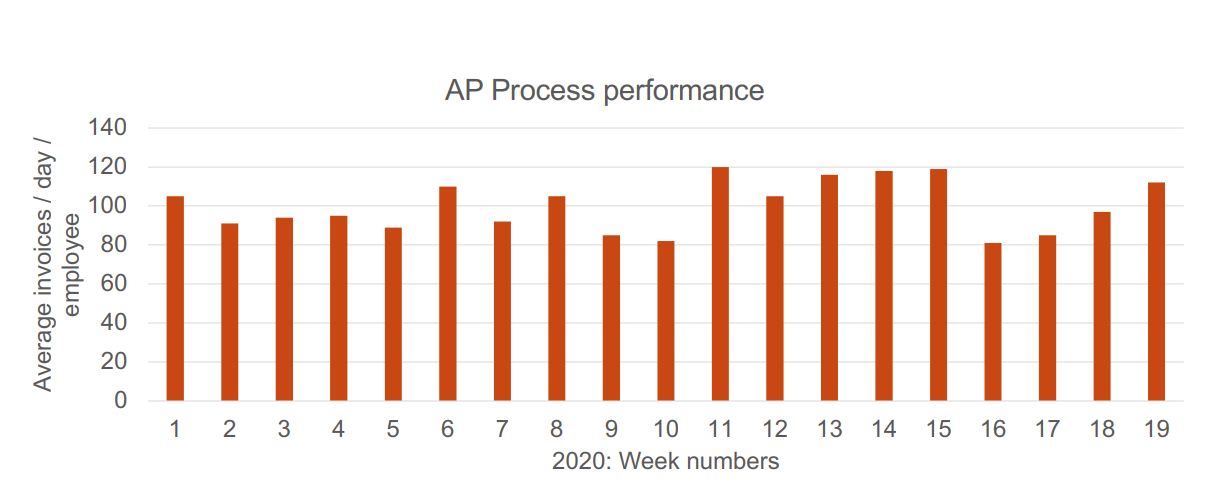 AP Process performance
Average invoices / day /
employee
140
120
100
80
60
40
20
0
1 2 3 4 5 6 7 8 9 10 11 12 13 14 15 16 17 18 19
2020: Week numbers